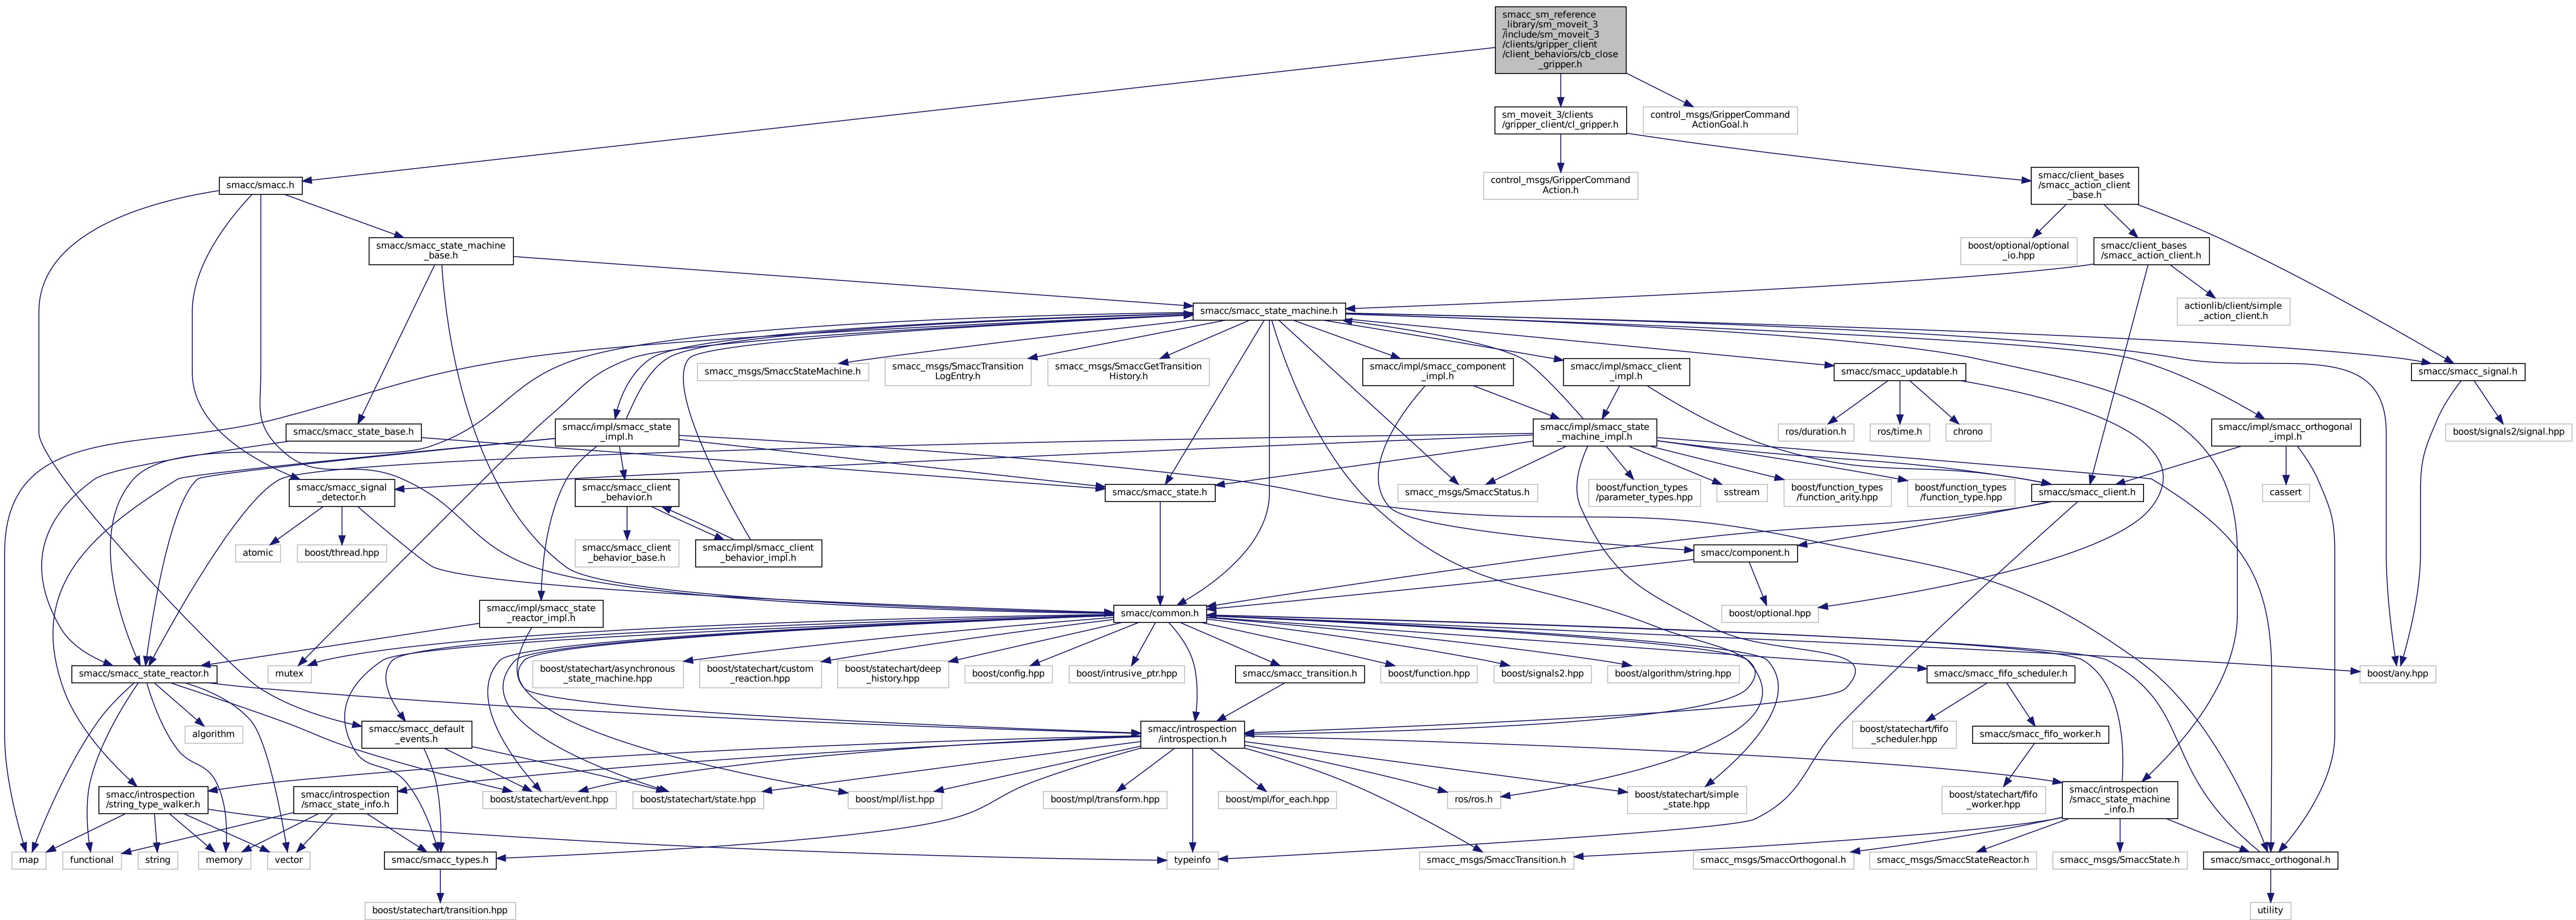 smacc_sm_reference
_library/sm_moveit_3
/include/sm_moveit_3
/clients/gripper_client
/client_behaviors/cb_close
_gripper.h
sm_moveit_3/clients
/gripper_client/cl_gripper.h
control_msgs/GripperCommand
ActionGoal.h
control_msgs/GripperCommand
Action.h
smacc/smacc.h
smacc/client_bases
/smacc_action_client
_base.h
smacc/smacc_state_machine
_base.h
boost/optional/optional
_io.hpp
smacc/client_bases
/smacc_action_client.h
actionlib/client/simple
_action_client.h
smacc/smacc_state_machine.h
smacc_msgs/SmaccStateMachine.h
smacc_msgs/SmaccTransition
LogEntry.h
smacc_msgs/SmaccGetTransition
History.h
smacc/impl/smacc_component
_impl.h
smacc/impl/smacc_client
_impl.h
smacc/smacc_updatable.h
smacc/smacc_signal.h
smacc/smacc_state_base.h
smacc/impl/smacc_state
_impl.h
smacc/impl/smacc_state
_machine_impl.h
ros/duration.h
ros/time.h
chrono
smacc/impl/smacc_orthogonal
_impl.h
boost/signals2/signal.hpp
smacc/smacc_signal
_detector.h
smacc/smacc_client
_behavior.h
smacc/smacc_state.h
smacc_msgs/SmaccStatus.h
boost/function_types
/parameter_types.hpp
sstream
boost/function_types
/function_arity.hpp
boost/function_types
/function_type.hpp
smacc/smacc_client.h
cassert
atomic
boost/thread.hpp
smacc/smacc_client
_behavior_base.h
smacc/impl/smacc_client
_behavior_impl.h
smacc/component.h
smacc/impl/smacc_state
_reactor_impl.h
smacc/common.h
boost/optional.hpp
smacc/smacc_state_reactor.h
mutex
boost/statechart/asynchronous
_state_machine.hpp
boost/statechart/custom
_reaction.hpp
boost/statechart/deep
_history.hpp
boost/config.hpp
boost/intrusive_ptr.hpp
smacc/smacc_transition.h
boost/function.hpp
boost/signals2.hpp
boost/algorithm/string.hpp
smacc/smacc_fifo_scheduler.h
boost/any.hpp
algorithm
smacc/smacc_default
_events.h
smacc/introspection
/introspection.h
boost/statechart/fifo
_scheduler.hpp
smacc/smacc_fifo_worker.h
smacc/introspection
/string_type_walker.h
smacc/introspection
/smacc_state_info.h
boost/statechart/event.hpp
boost/statechart/state.hpp
boost/mpl/list.hpp
boost/mpl/transform.hpp
boost/mpl/for_each.hpp
ros/ros.h
boost/statechart/simple
_state.hpp
boost/statechart/fifo
_worker.hpp
smacc/introspection
/smacc_state_machine
_info.h
map
functional
string
memory
vector
smacc/smacc_types.h
typeinfo
smacc_msgs/SmaccTransition.h
smacc_msgs/SmaccOrthogonal.h
smacc_msgs/SmaccStateReactor.h
smacc_msgs/SmaccState.h
smacc/smacc_orthogonal.h
boost/statechart/transition.hpp
utility